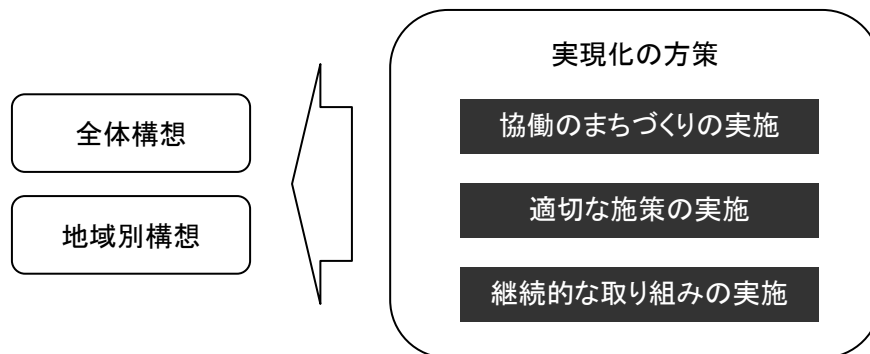 全体構想
地域別構想
実現化の方策
協働のまちづくりの実施
適切な施策の実施
継続的な取り組みの実施